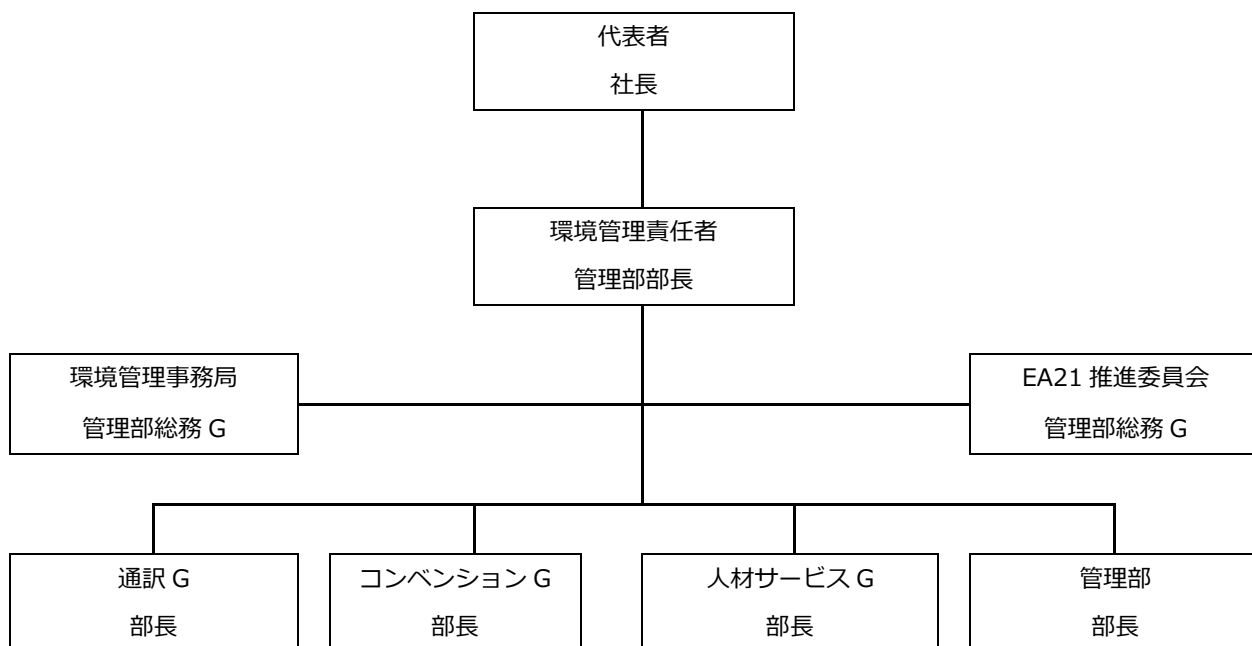 代表者
社長
環境管理責任者
管理部部長
環境管理事務局
管理部総務 G
EA21 推進委員会
管理部総務 G
通訳 G
部長
コンベンション G
部長
人材サービス G
部長
管理部
部長